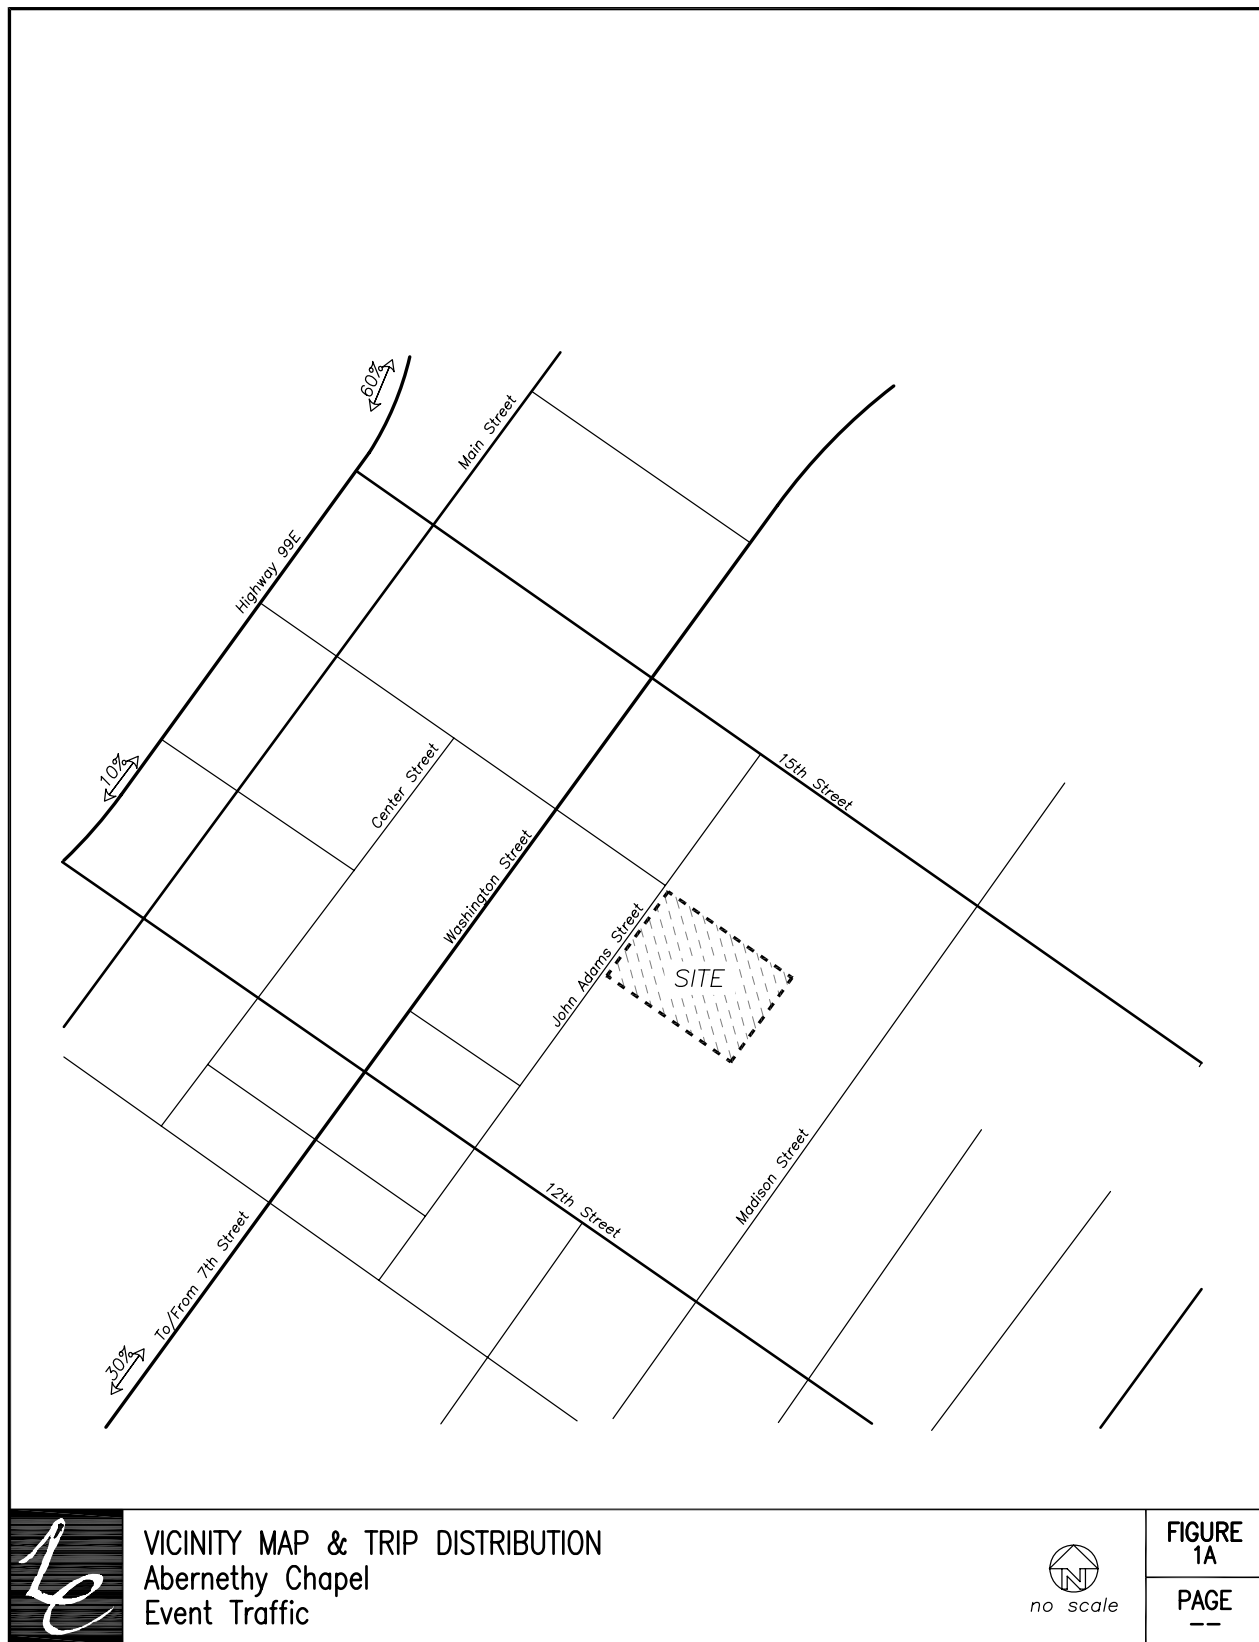 60%
Main Street
Highway 99E
10%
Center Street
15th Street
Washington Street
John Adams Street
SITE
Madison Street
12th Street
To/From 7th Street
30%
VICINITY MAP & TRIP DISTRIBUTION
Abernethy Chapel
Event Traffic
N
no scale
FIGURE
1A
PAGE
--